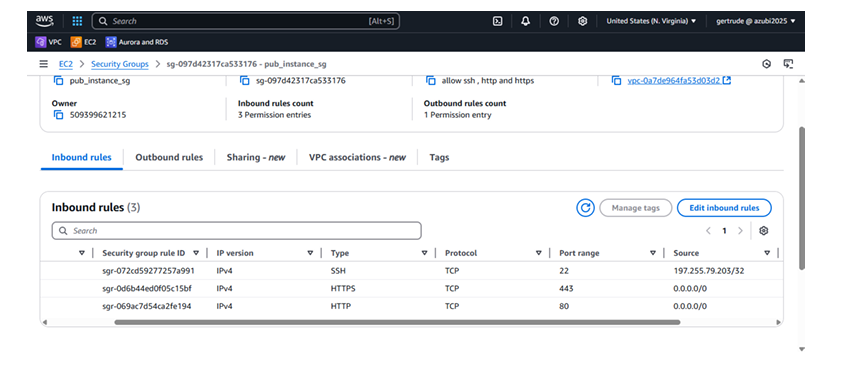 aws Search [Alt+S] United States (N. Virginia) ▼ gertrude @ azubi2025 ▼
VPC EC2 Aurora and RDS
EC2 > Security Groups > sg-097d42317ca533176 - pub_instance_sg
pub_instance_sg sg-097d42317ca533176 allow ssh , http and https vpc-0a7de964fa53d03d2
Owner Inbound rules count Outbound rules count
509399621215 3 Permission entries 1 Permission entry
Inbound rules Outbound rules Sharing - new VPC associations - new Tags
Inbound rules (3) Manage tags Edit inbound rules
Search 1
Security group rule ID IP version Type Protocol Port range Source
sgr-072cd59277257a991 IPv4 SSH TCP 22 197.255.79.203/32
sgr-0d6b44ed0f05c15bf IPv4 HTTPS TCP 443 0.0.0.0/0
sgr-069ac7d54ca2fe194 IPv4 HTTP TCP 80 0.0.0.0/0